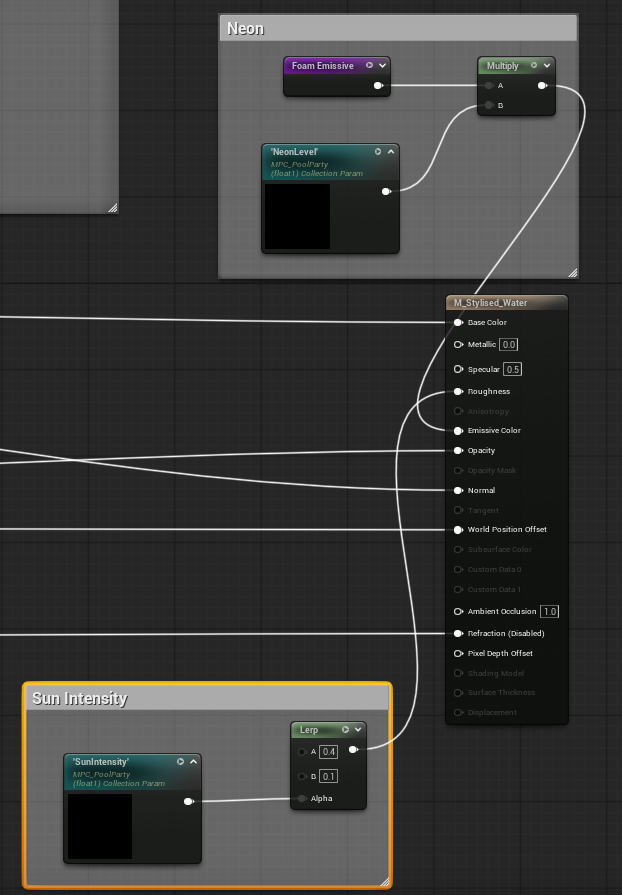 Neon
Foam Emissive
Multiply
A
B
'NeonLevel'
MPC_PoolParty
(float1) Collection Param
M_Stylised_Water
Base Color
Metallic 0.0
Specular 0.5
Roughness
Anisotropy
Emissive Color
Opacity
Opacity Mask
Normal
Tangent
World Position Offset
Subsurface Color
Custom Data 0
Custom Data 1
Ambient Occlusion 1.0
Refraction (Disabled)
Pixel Depth Offset
Shading Model
Surface Thickness
Displacement
Sun Intensity
'SunIntensity'
MPC_PoolParty
(float1) Collection Param
Lerp
A 0.4
B 0.1
Alpha